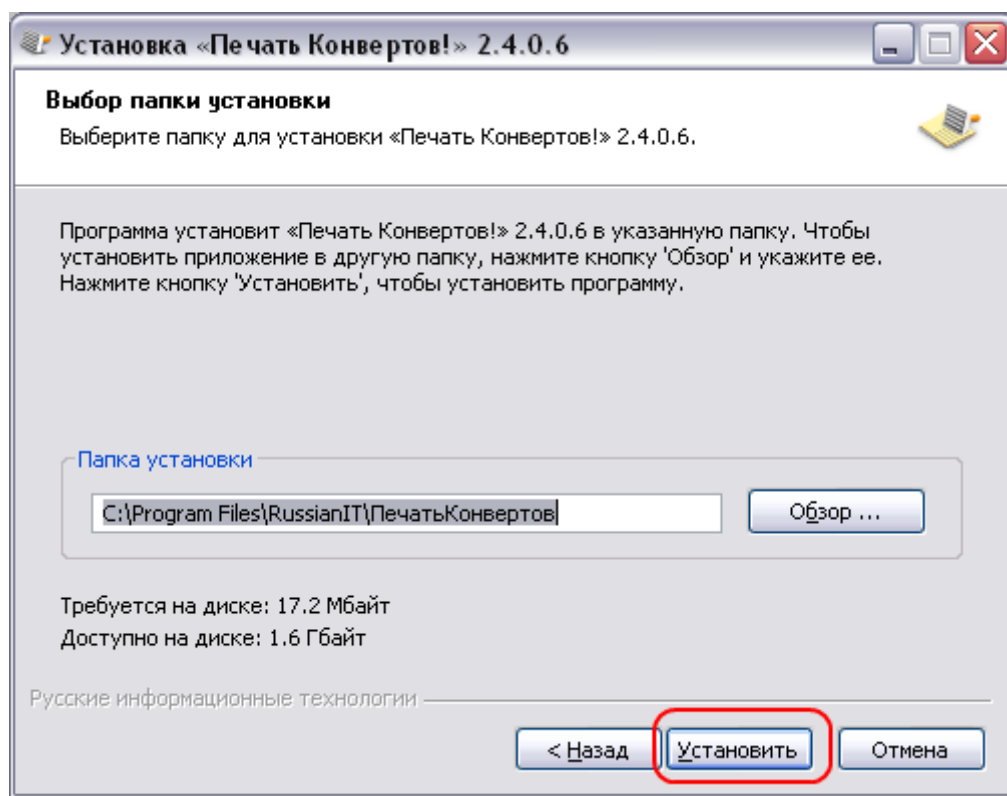 Установка «Печать Конвертов!» 2.4.0.6
Выбор папки установки
Выберите папку для установки «Печать Конвертов!» 2.4.0.6.
Программа установит «Печать Конвертов!» 2.4.0.6 в указанную папку. Чтобы
установить приложение в другую папку, нажмите кнопку 'Обзор' и укажите ее.
Нажмите кнопку 'Установить', чтобы установить программу.
Папка установки
C:\Program Files\RussianIT\ПечатьКонвертов
Обзор ...
Требуется на диске: 17.2 Мбайт
Доступно на диске: 1.6 Гбайт
Русские информационные технологии
< Назад Установить Отмена